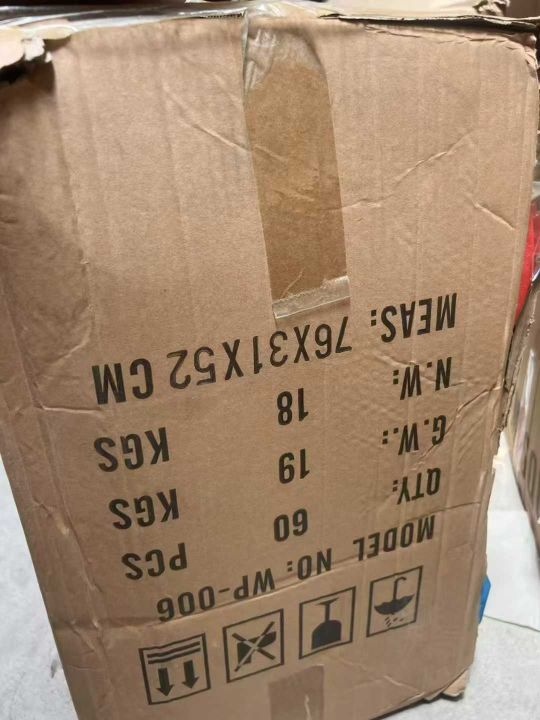 MODEL NO: WP-006
QTY: 60 PCS
G.W.: 19 KGS
N.W.: 18 KGS
MEAS: 76X31X52 CM